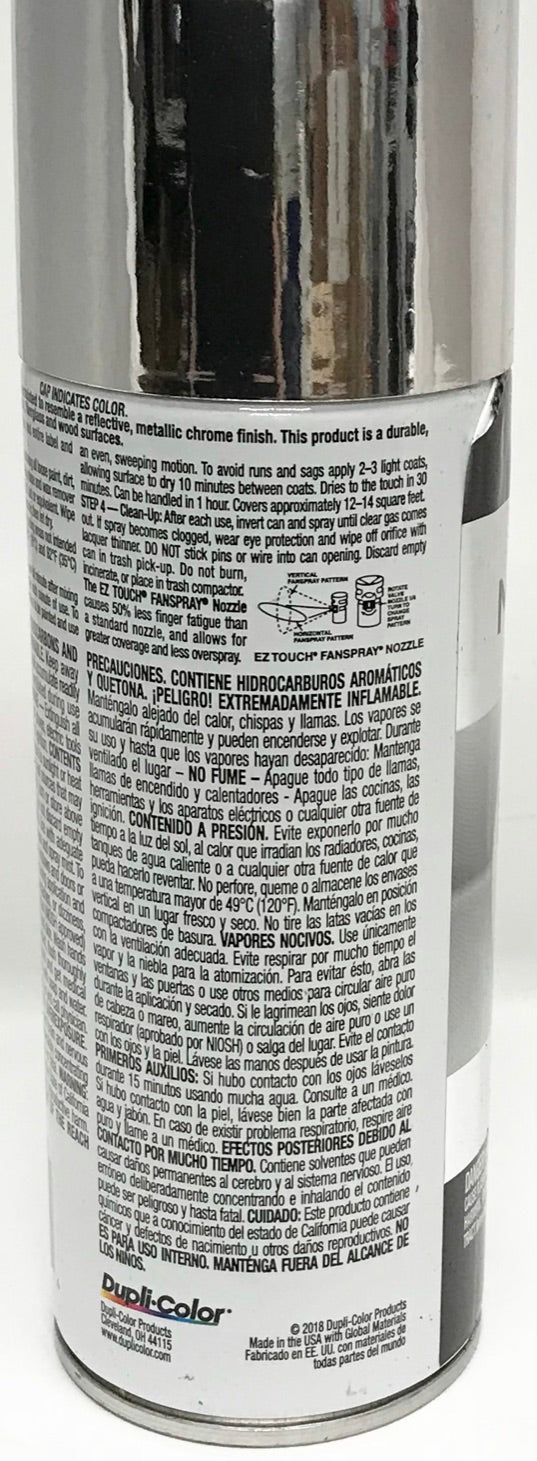 CAP INDICATES COLOR.
to resemble a reflective, metallic chrome finish. This product is a durable,
and wood surfaces.
an even, sweeping motion. To avoid runs and sags apply 2–3 light coats,
allowing surface to dry 10 minutes between coats. Dries to the touch in 30
minutes. Can be handled in 1 hour. Covers approximately 12–14 square feet.
STEP 4 — Clean-Up: After each use, invert can and spray until clear gas comes
out. If spray becomes clogged, wear eye protection and wipe off orifice with
lacquer thinner. DO NOT stick pins or wire into can opening. Discard empty
can in trash pick-up. Do not burn,
incinerate, or place in trash compactor.
The EZ TOUCH® FANSPRAY® Nozzle
causes 50% less finger fatigue than
a standard nozzle, and allows for
greater coverage and less overspray.
VERTICAL
FANSPRAY PATTERN
HORIZONTAL
FANSPRAY PATTERN
ROTATE
VALVE
NOZZLE 1/4
TURN TO
CHANGE
SPRAY
PATTERN
EZ TOUCH® FANSPRAY® NOZZLE
PRECAUCIONES. CONTIENE HIDROCARBUROS AROMÁTICOS
Y QUETONA. ¡PELIGRO! EXTREMADAMENTE INFLAMABLE.
Manténgalo alejado del calor, chispas y llamas. Los vapores se
acumularán rápidamente y pueden encenderse y explotar. Durante
su uso y hasta que los vapores hayan desaparecido: Mantenga
ventilado el lugar – NO FUME – Apague todo tipo de llamas,
llamas de encendido y calentadores - Apague las cocinas, las
herramientas y los aparatos eléctricos o cualquier otra fuente de
ignición. CONTENIDO A PRESIÓN. Evite exponerlo por mucho
tiempo a la luz del sol, al calor que irradian los radiadores, cocinas,
tanques de agua caliente o a cualquier otra fuente de calor que
pueda hacerlo reventar. No perfore, queme o almacene los envases
a una temperatura mayor de 49°C (120°F). Manténgalo en posición
vertical en un lugar fresco y seco. No tire las latas vacías en los
compactadores de basura. VAPORES NOCIVOS. Use únicamente
con la ventilación adecuada. Evite respirar por mucho tiempo el
vapor y la niebla para la atomización. Para evitar ésto, abra las
ventanas y las puertas o use otros medios para circular aire puro
durante la aplicación y secado. Si le lagrimean los ojos, siente dolor
de cabeza o mareo, aumente la circulación de aire puro o use un
respirador (aprobado por NIOSH) o salga del lugar. Evite el contacto
con los ojos y la piel. Lávese las manos después de usar la pintura.
PRIMEROS AUXILIOS: Si hubo contacto con los ojos láveselos
durante 15 minutos usando mucha agua. Consulte a un médico.
Si hubo contacto con la piel, lávese bien la parte afectada con
agua y jabón. En caso de existir problema respiratorio, respire aire
puro y llame a un médico. EFECTOS POSTERIORES DEBIDO AL
CONTACTO POR MUCHO TIEMPO. Contiene solventes que pueden
causar daños permanentes al cerebro y al sistema nervioso. El uso
erróneo deliberadamente concentrando e inhalando el contenido
puede ser peligroso y hasta fatal. CUIDADO: Este producto contiene
químicos que a conocimiento del estado de California puede causar
cáncer y defectos de nacimiento u otros daños reproductivos. NO
ES PARA USO INTERNO. MANTÉNGA FUERA DEL ALCANCE DE
LOS NIÑOS.
Dupli-Color®
Dupli-Color Products
Cleveland, OH 44115
www.duplicolor.com
© 2018 Dupli-Color Products
Made in the USA with Global Materials
Fabricado en EE. UU. con materiales de
todas partes del mundo